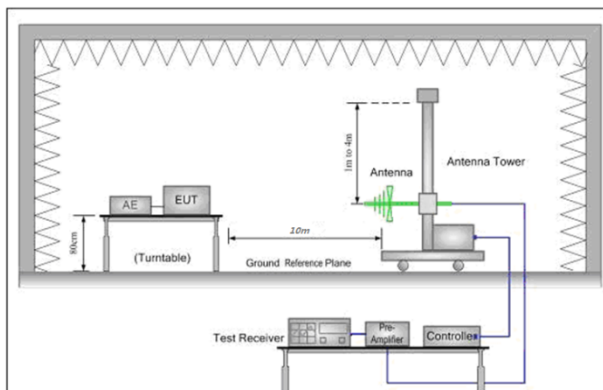 1m to 4m
Antenna
Antenna Tower
AE
EUT
80cm
(Turntable)
10m
Ground Reference Plane
Test Receiver
Pre-
Amplifier
Controller